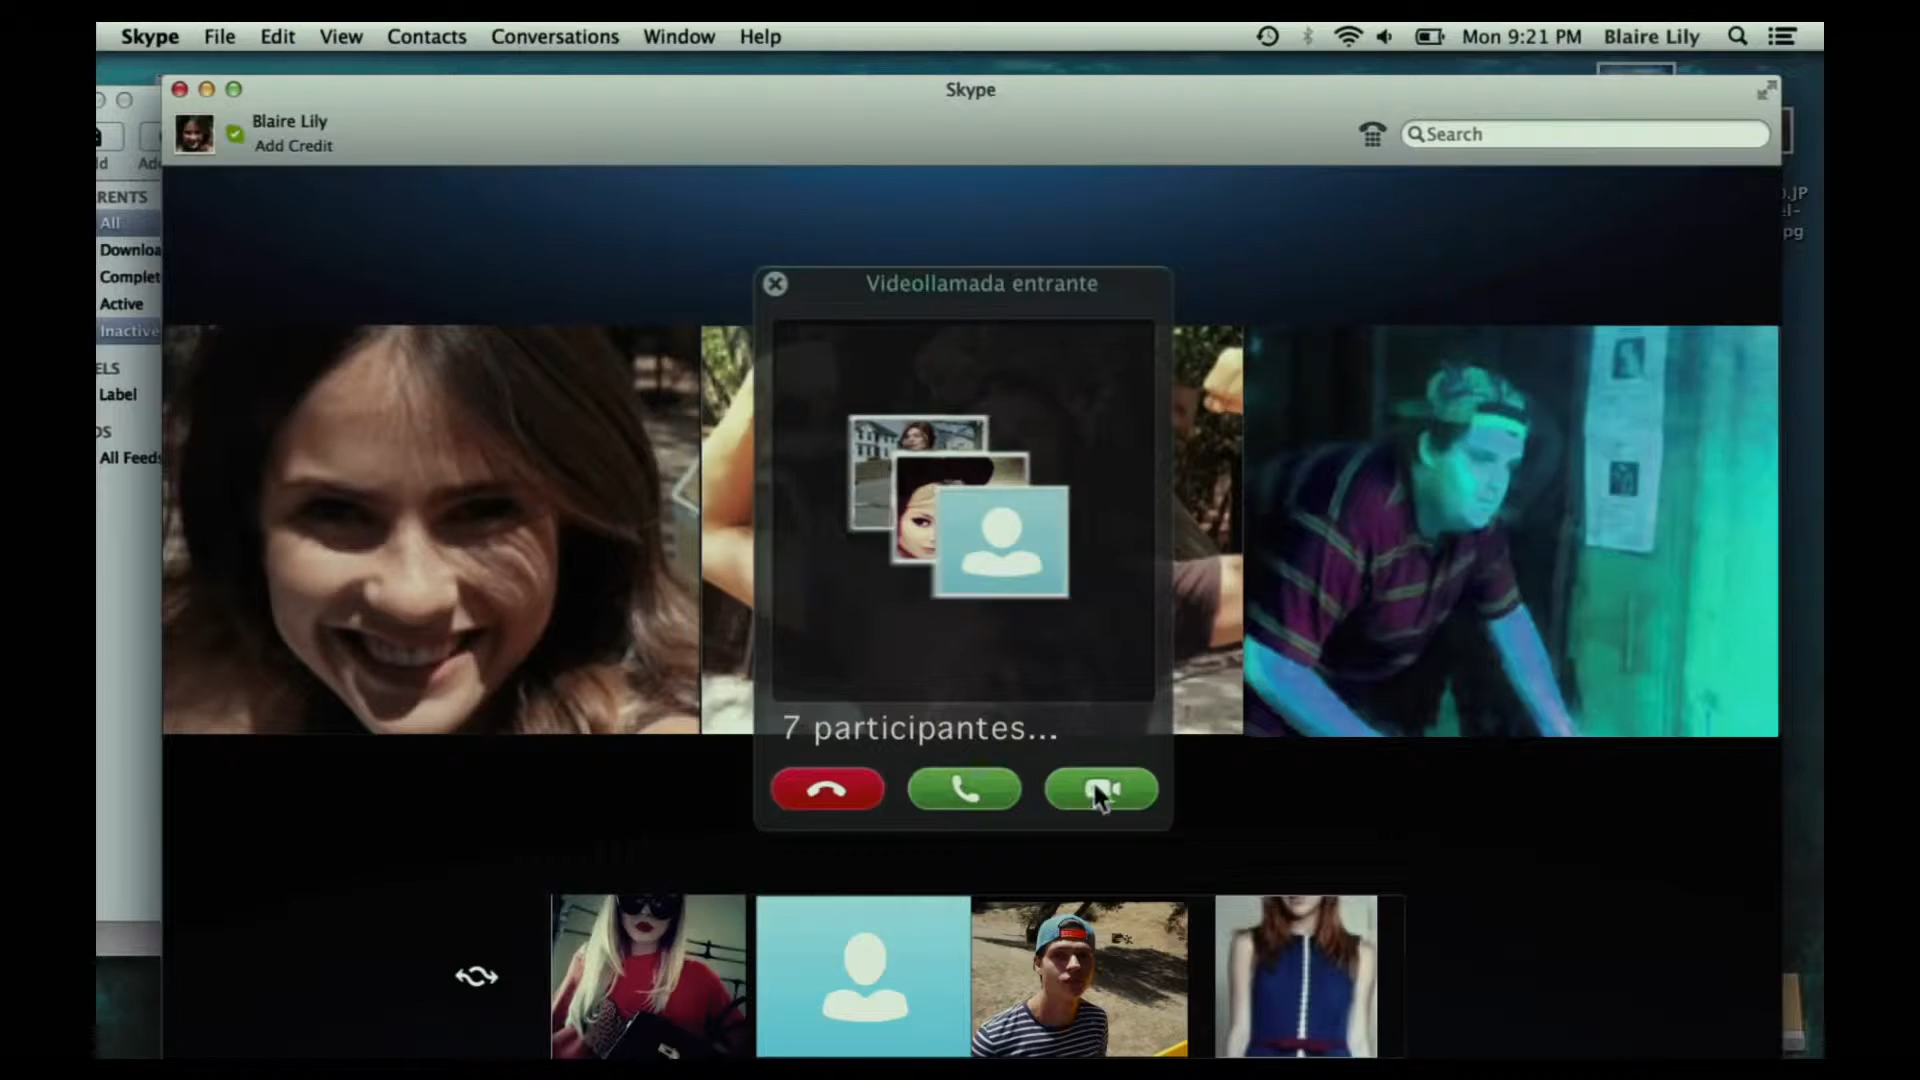 Skype File Edit View Contacts Conversations Window Help Mon 9:21 PM Blaire Lily
Skype
Blaire Lily
Add Credit
Search
RENTS
All
Downloa
Complet
Active
Inactive
ELS
Label
DS
All Feeds
Videollamada entrante
7 participantes...